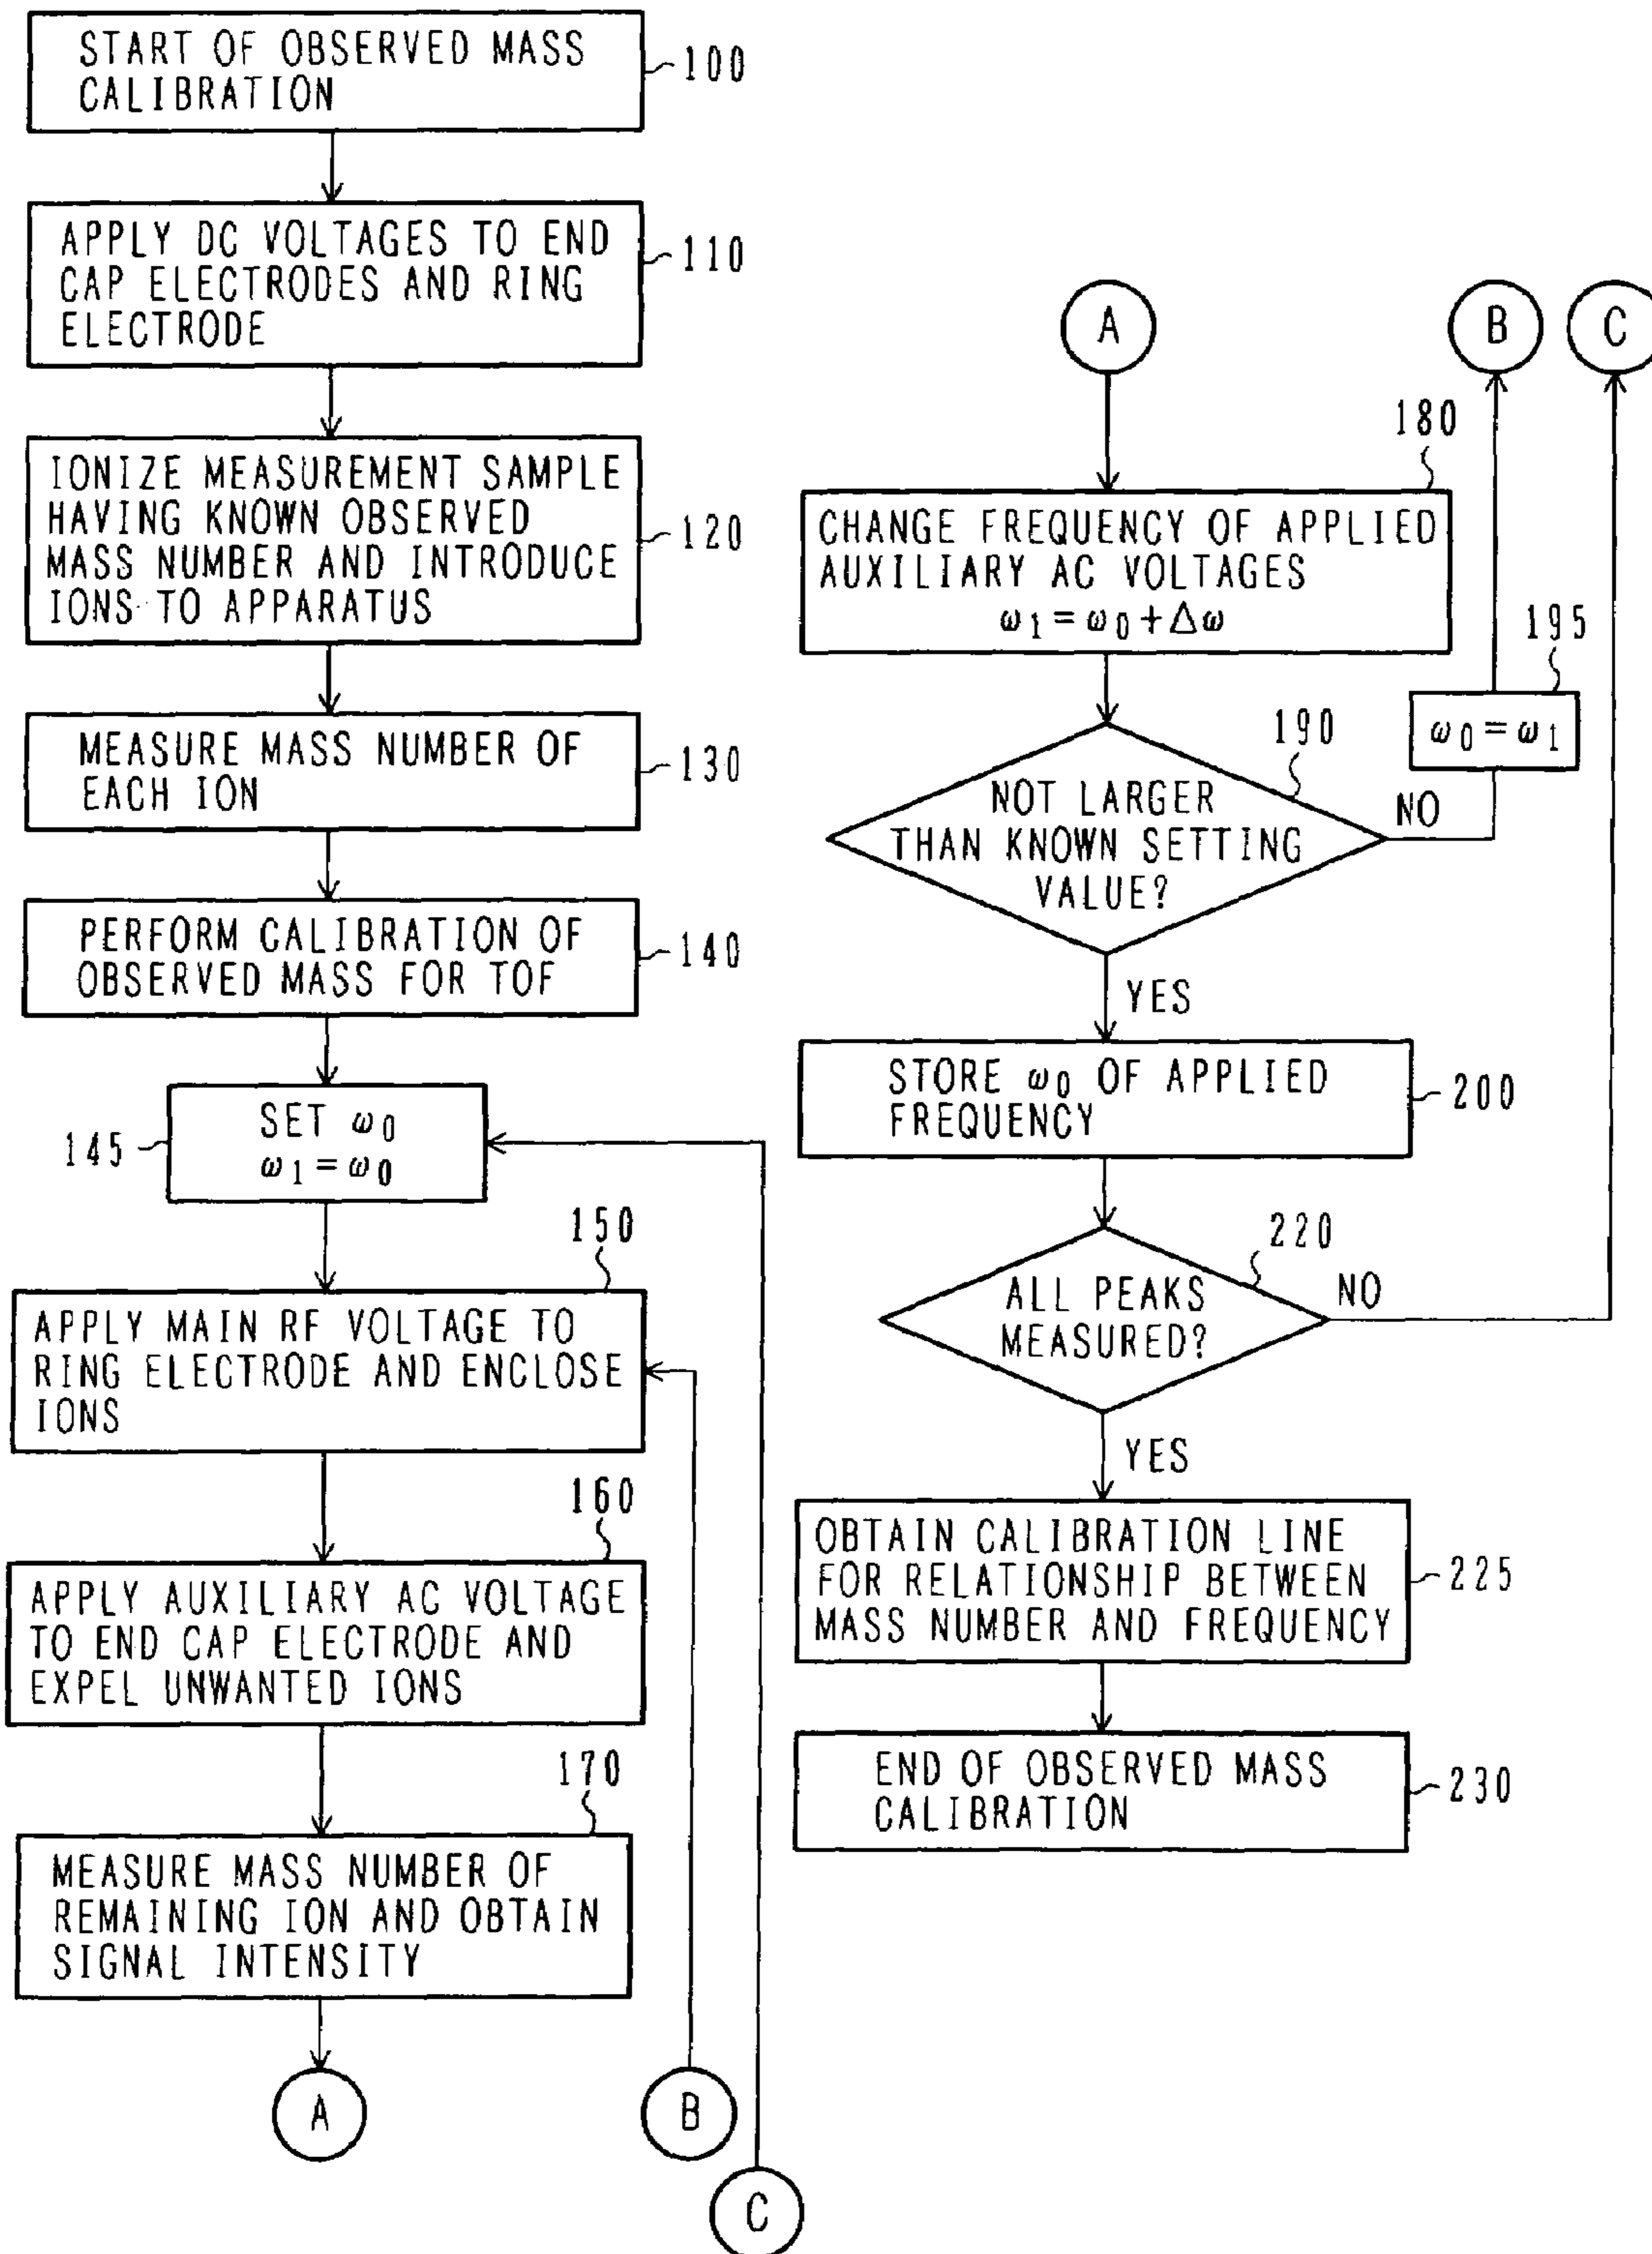 START OF OBSERVED MASS
CALIBRATION
100
APPLY DC VOLTAGES TO END
CAP ELECTRODES AND RING
ELECTRODE
110
IONIZE MEASUREMENT SAMPLE
HAVING KNOWN OBSERVED
MASS NUMBER AND INTRODUCE
IONS TO APPARATUS
120
MEASURE MASS NUMBER OF
EACH ION
130
PERFORM CALIBRATION OF
OBSERVED MASS FOR TOF
140
SET ω0
ω1=ω0
145
150
APPLY MAIN RF VOLTAGE TO
RING ELECTRODE AND ENCLOSE
IONS
160
APPLY AUXILIARY AC VOLTAGE
TO END CAP ELECTRODE AND
EXPEL UNWANTED IONS
170
MEASURE MASS NUMBER OF
REMAINING ION AND OBTAIN
SIGNAL INTENSITY
A
B
C
A
B
C
180
CHANGE FREQUENCY OF APPLIED
AUXILIARY AC VOLTAGES
ω1=ω0+Δω
195
ω0=ω1
190
NOT LARGER
THAN KNOWN SETTING
VALUE?
NO
YES
STORE ω0 OF APPLIED
FREQUENCY
200
220
ALL PEAKS
MEASURED?
NO
YES
OBTAIN CALIBRATION LINE
FOR RELATIONSHIP BETWEEN
MASS NUMBER AND FREQUENCY
225
END OF OBSERVED MASS
CALIBRATION
230